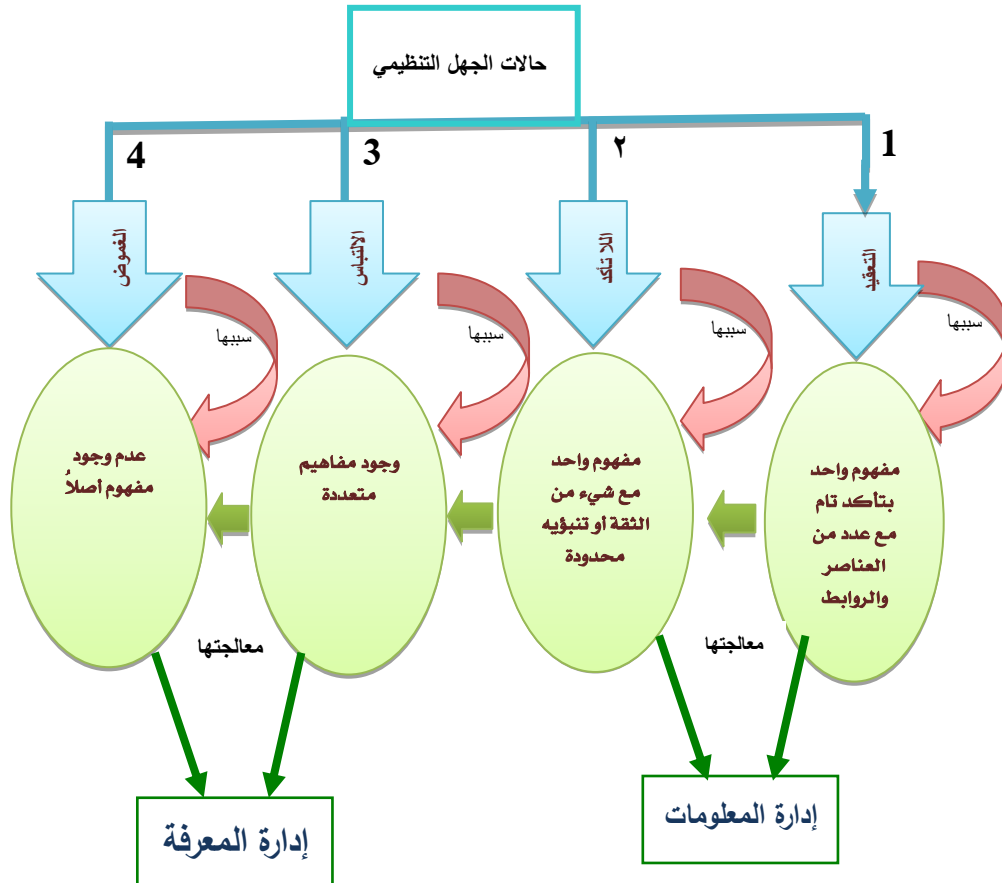 حالات الجهل التنظيمي
1
٢
3
4
التعقيد
اللا تأكد
الالتباس
الغموض
سببها
سببها
سببها
سببها
مفهوم واحد
بتأكد تام
مع عدد من
العناصر
والروابط
مفهوم واحد
مع شيء من
الثقة أو تنبؤيه
محدودة
وجود مفاهيم
متعددة
عدم وجود
مفهوم أصلاً
معالجتها
معالجتها
إدارة المعلومات
إدارة المعرفة